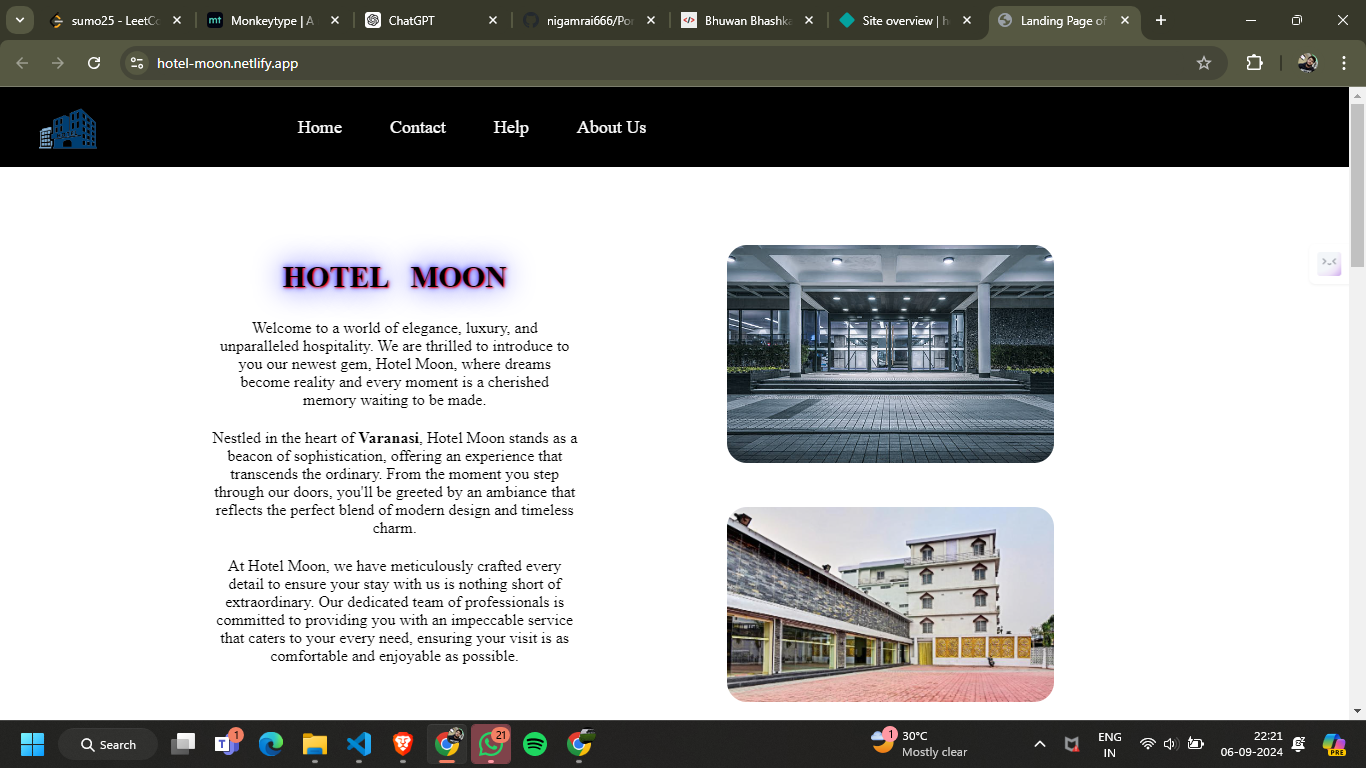 sumo25 - LeetCo
Monkeytype | A
ChatGPT
nigamrai666/Por
Bhuwan Bhashka
Site overview | h
Landing Page of
hotel-moon.netlify.app
Home Contact Help About Us
HOTEL MOON
Welcome to a world of elegance, luxury, and
unparalleled hospitality. We are thrilled to introduce to
you our newest gem, Hotel Moon, where dreams
become reality and every moment is a cherished
memory waiting to be made.
Nestled in the heart of Varanasi, Hotel Moon stands as a
beacon of sophistication, offering an experience that
transcends the ordinary. From the moment you step
through our doors, you'll be greeted by an ambiance that
reflects the perfect blend of modern design and timeless
charm.
At Hotel Moon, we have meticulously crafted every
detail to ensure your stay with us is nothing short of
extraordinary. Our dedicated team of professionals is
committed to providing you with an impeccable service
that caters to your every need, ensuring your visit is as
comfortable and enjoyable as possible.
Search
1
21
1
30°C
Mostly clear
ENG
IN
22:21
06-09-2024
PRE